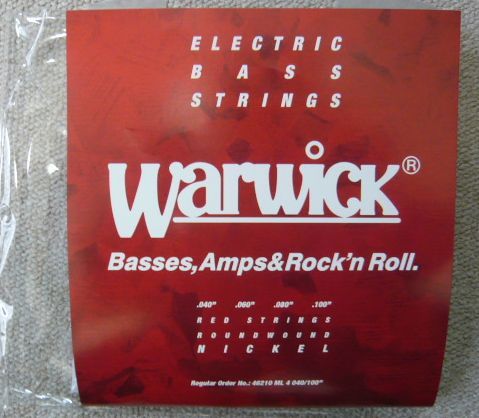 ELECTRIC
BASS
STRINGS
Warwick®
Basses,Amps&Rock'n Roll.
.040" .060" .080" .100"
RED STRINGS
ROUNDWOUND
NICKEL
Regular Order No.: 46210 ML 4 040/100"